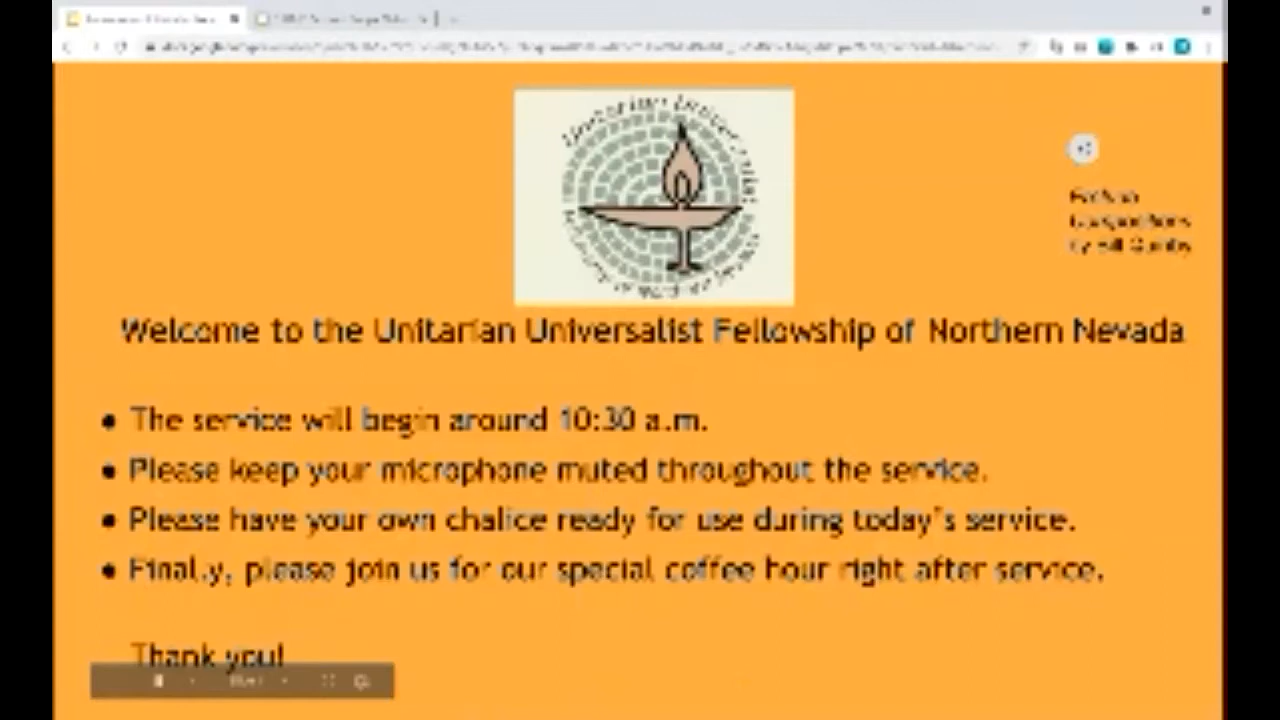 Unitarian Universalist
Welcome to the Unitarian Universalist Fellowship of Northern Nevada
• The service will begin around 10:30 a.m.
• Please keep your microphone muted throughout the service.
• Please have your own chalice ready for use during today's service.
• Finally, please join us for our special coffee hour right after service.
Thank you!